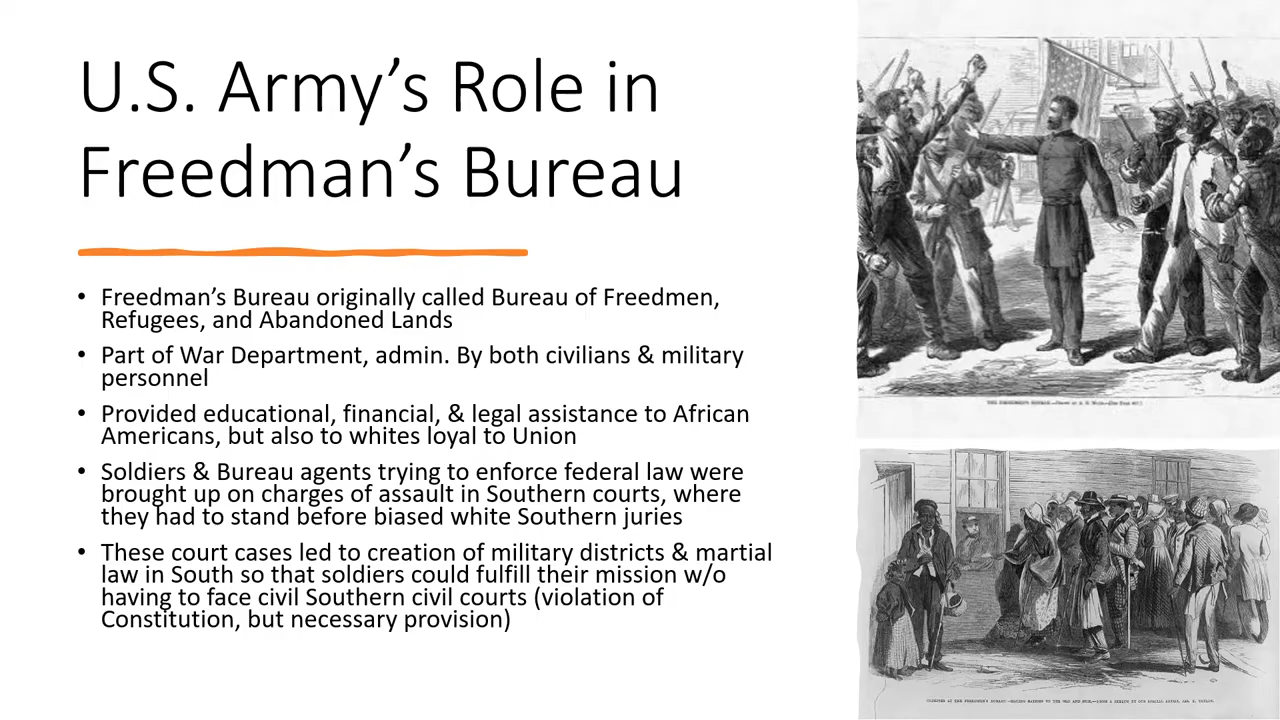 U.S. Army’s Role in
Freedman’s Bureau
• Freedman’s Bureau originally called Bureau of Freedmen,
Refugees, and Abandoned Lands
• Part of War Department, admin. By both civilians & military
personnel
• Provided educational, financial, & legal assistance to African
Americans, but also to whites loyal to Union
• Soldiers & Bureau agents trying to enforce federal law were
brought up on charges of assault in Southern courts, where
they had to stand before biased white Southern juries
• These court cases led to creation of military districts & martial
law in South so that soldiers could fulfill their mission w/o
having to face civil Southern civil courts (violation of
Constitution, but necessary provision)
THE FREEDMEN'S BUREAU.